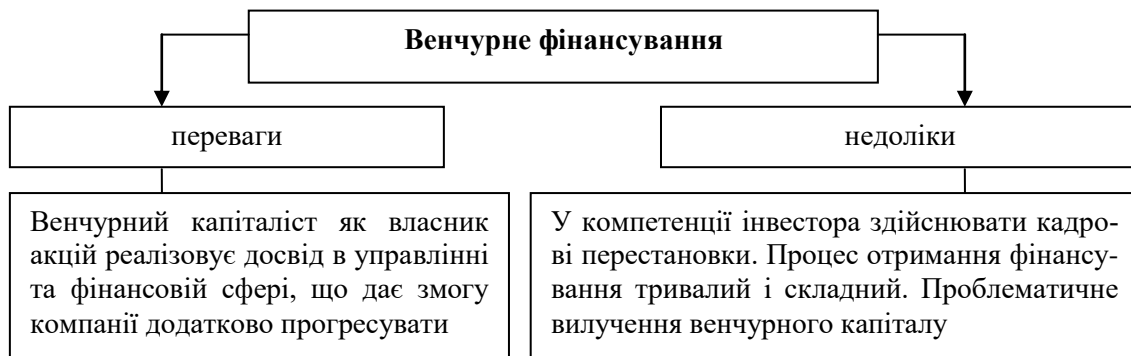 Венчурне фінансування
переваги
недоліки
Венчурний капіталіст як власник
акцій реалізовує досвід в управлінні
та фінансовій сфері, що дає змогу
компанії додатково прогресувати
У компетенції інвестора здійснювати кадро-
ві перестановки. Процес отримання фінансу-
вання тривалий і складний. Проблематичне
вилучення венчурного капіталу